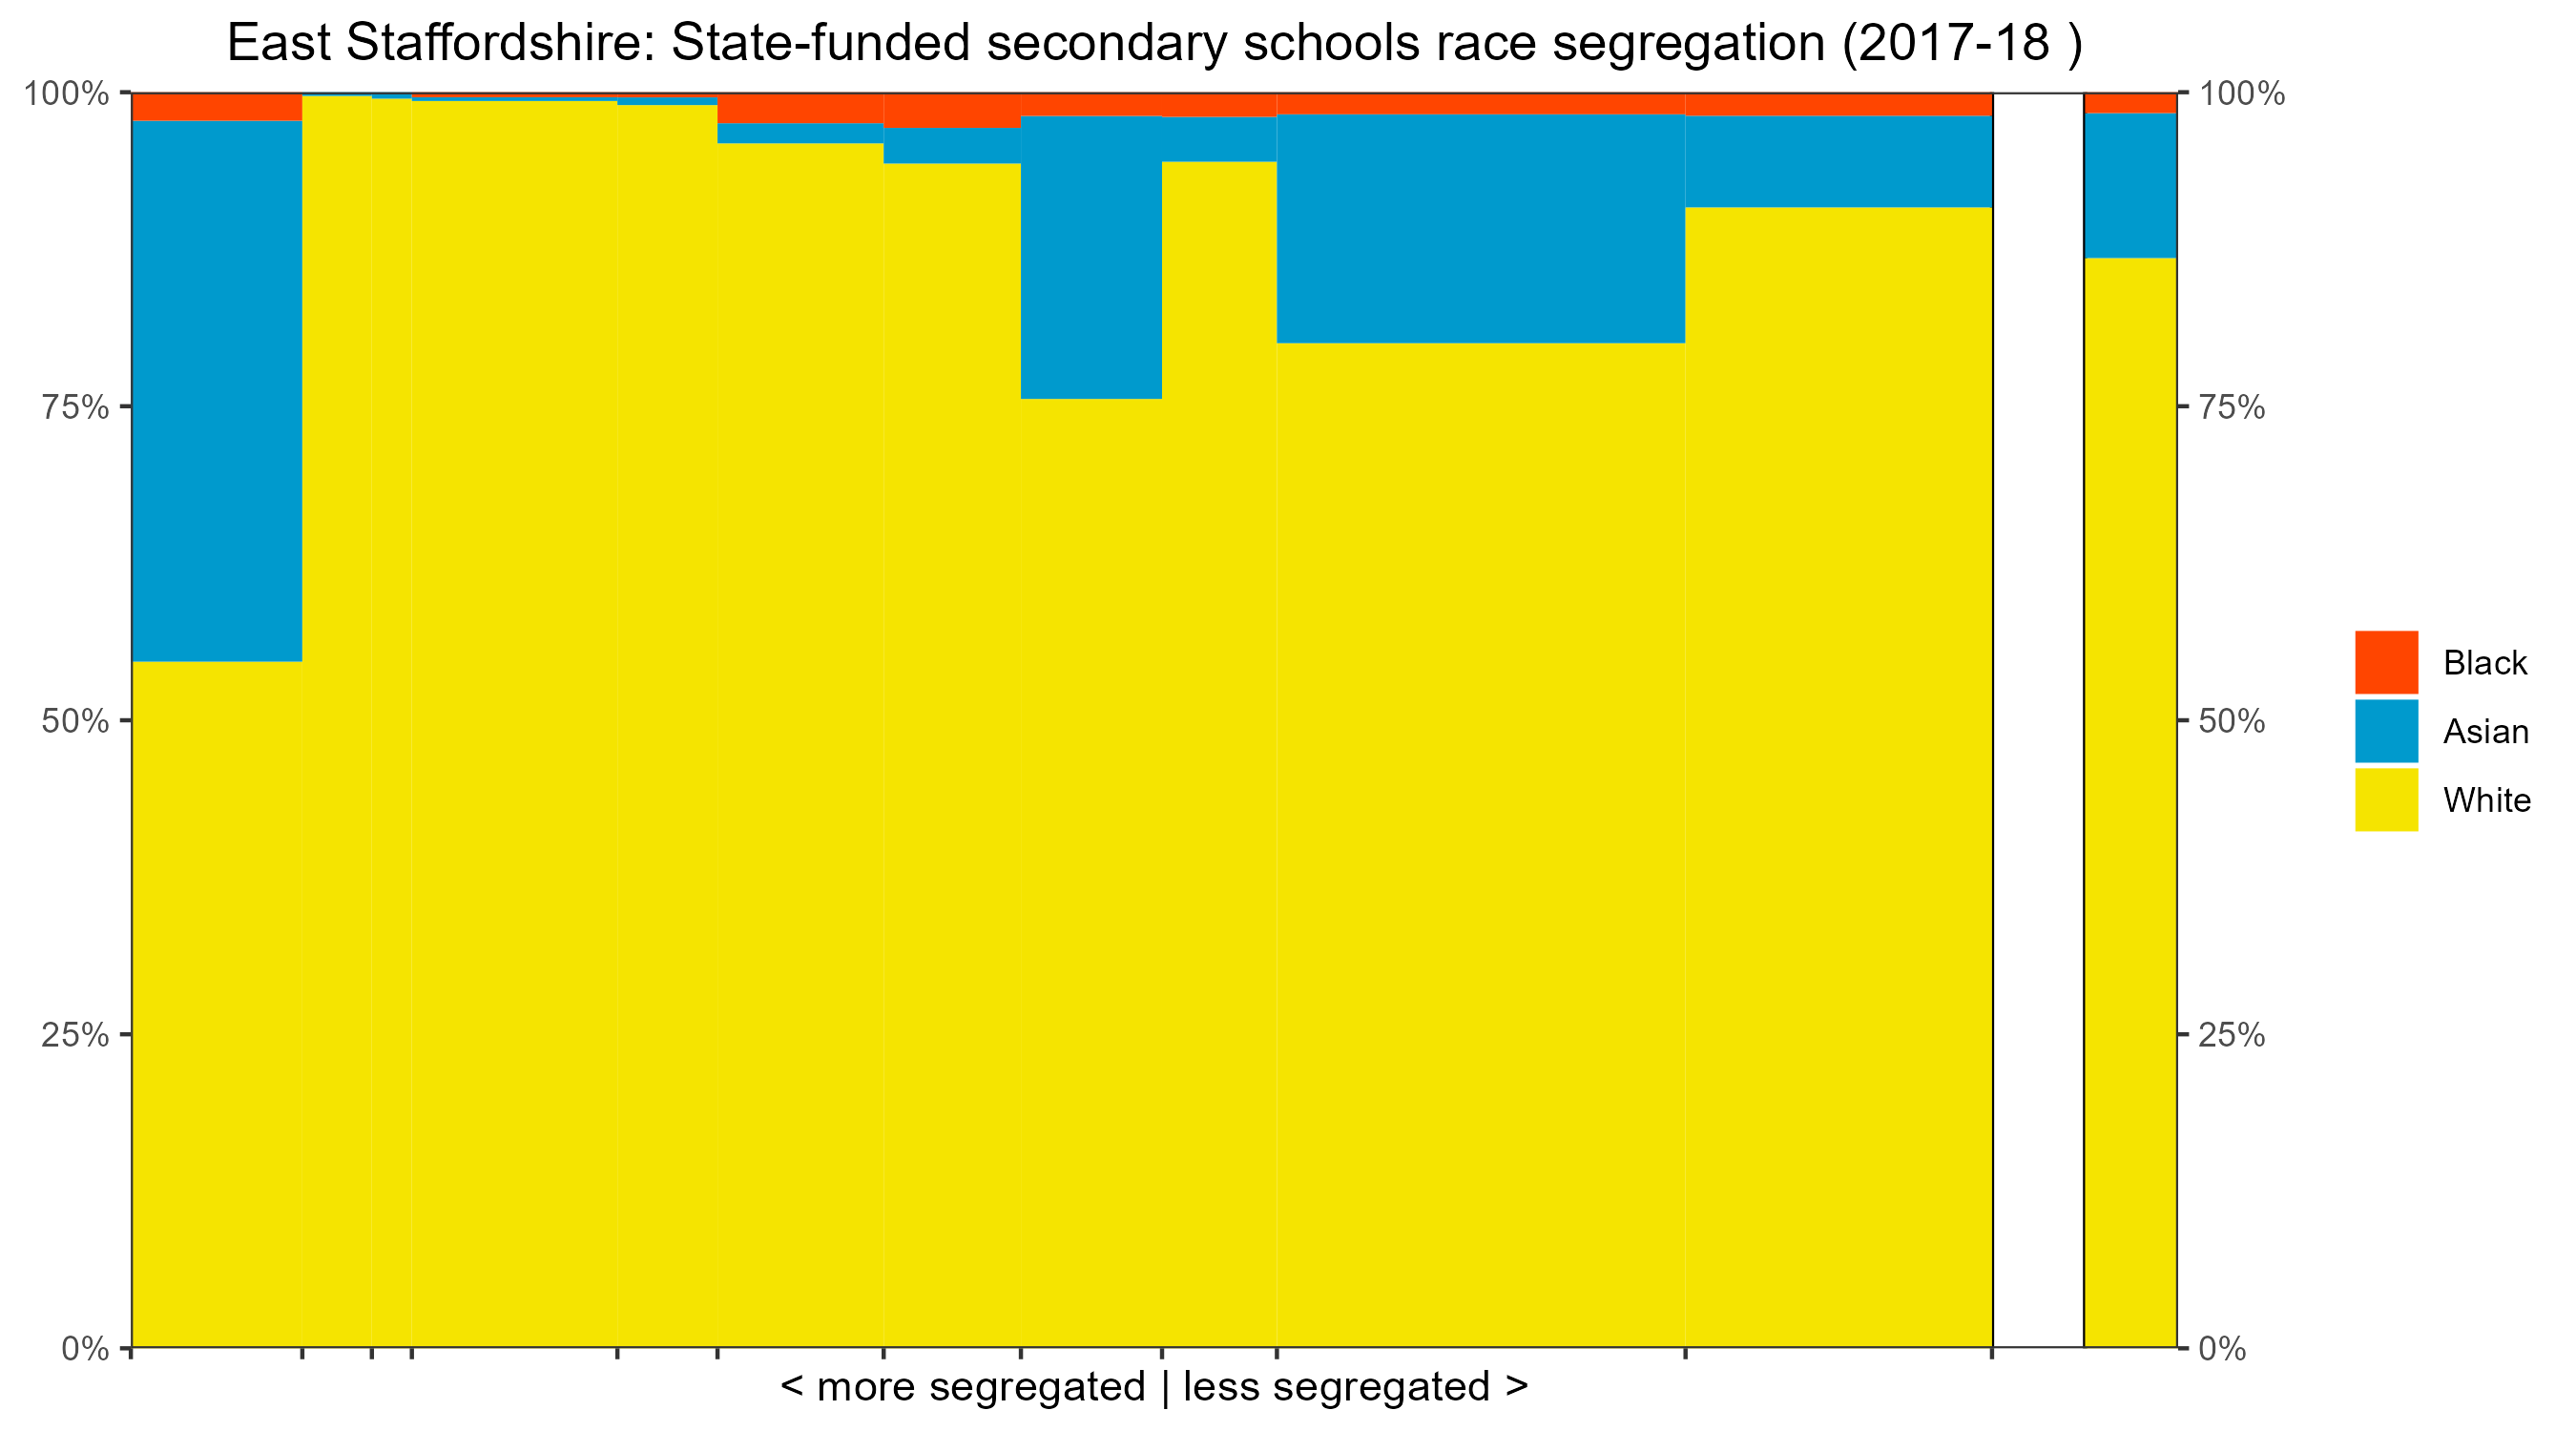 East Staffordshire: State-funded secondary schools race segregation (2017-18 )
100%
75%
50%
25%
0%
100%
75%
50%
25%
0%
< more segregated | less segregated >
Black
Asian
White